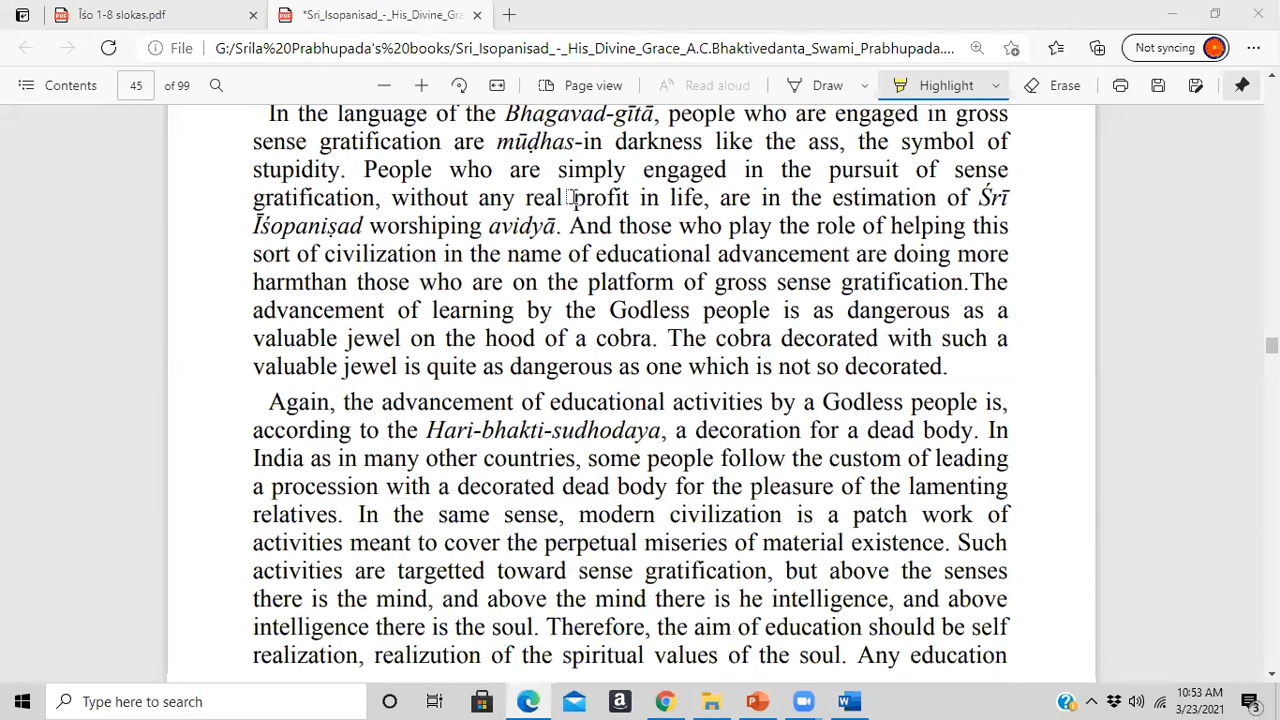 Īśo 1-8 slokas.pdf
*Sri_Isopanisad_-_His_Divine_Gra
File
G:/Srila%20Prabhupada's%20books/Sri_Isopanisad_-_His_Divine_Grace_A.C.Bhaktivedanta_Swami_Prabhupada....
Not syncing
Contents
45
of 99
Page view
Read aloud
Draw
Highlight
Erase
In the language of the Bhagavad-gītā, people who are engaged in gross
sense gratification are mūḍhas-in darkness like the ass, the symbol of
stupidity. People who are simply engaged in the pursuit of sense
gratification, without any real profit in life, are in the estimation of Śrī
Īśopaniṣad worshiping avidyā. And those who play the role of helping this
sort of civilization in the name of educational advancement are doing more
harmthan those who are on the platform of gross sense gratification.The
advancement of learning by the Godless people is as dangerous as a
valuable jewel on the hood of a cobra. The cobra decorated with such a
valuable jewel is quite as dangerous as one which is not so decorated.
Again, the advancement of educational activities by a Godless people is,
according to the Hari-bhakti-sudhodaya, a decoration for a dead body. In
India as in many other countries, some people follow the custom of leading
a procession with a decorated dead body for the pleasure of the lamenting
relatives. In the same sense, modern civilization is a patch work of
activities meant to cover the perpetual miseries of material existence. Such
activities are targetted toward sense gratification, but above the senses
there is the mind, and above the mind there is he intelligence, and above
intelligence there is the soul. Therefore, the aim of education should be self
realization, realizution of the spiritual values of the soul. Any education
Type here to search
10:53 AM
3/23/2021
3